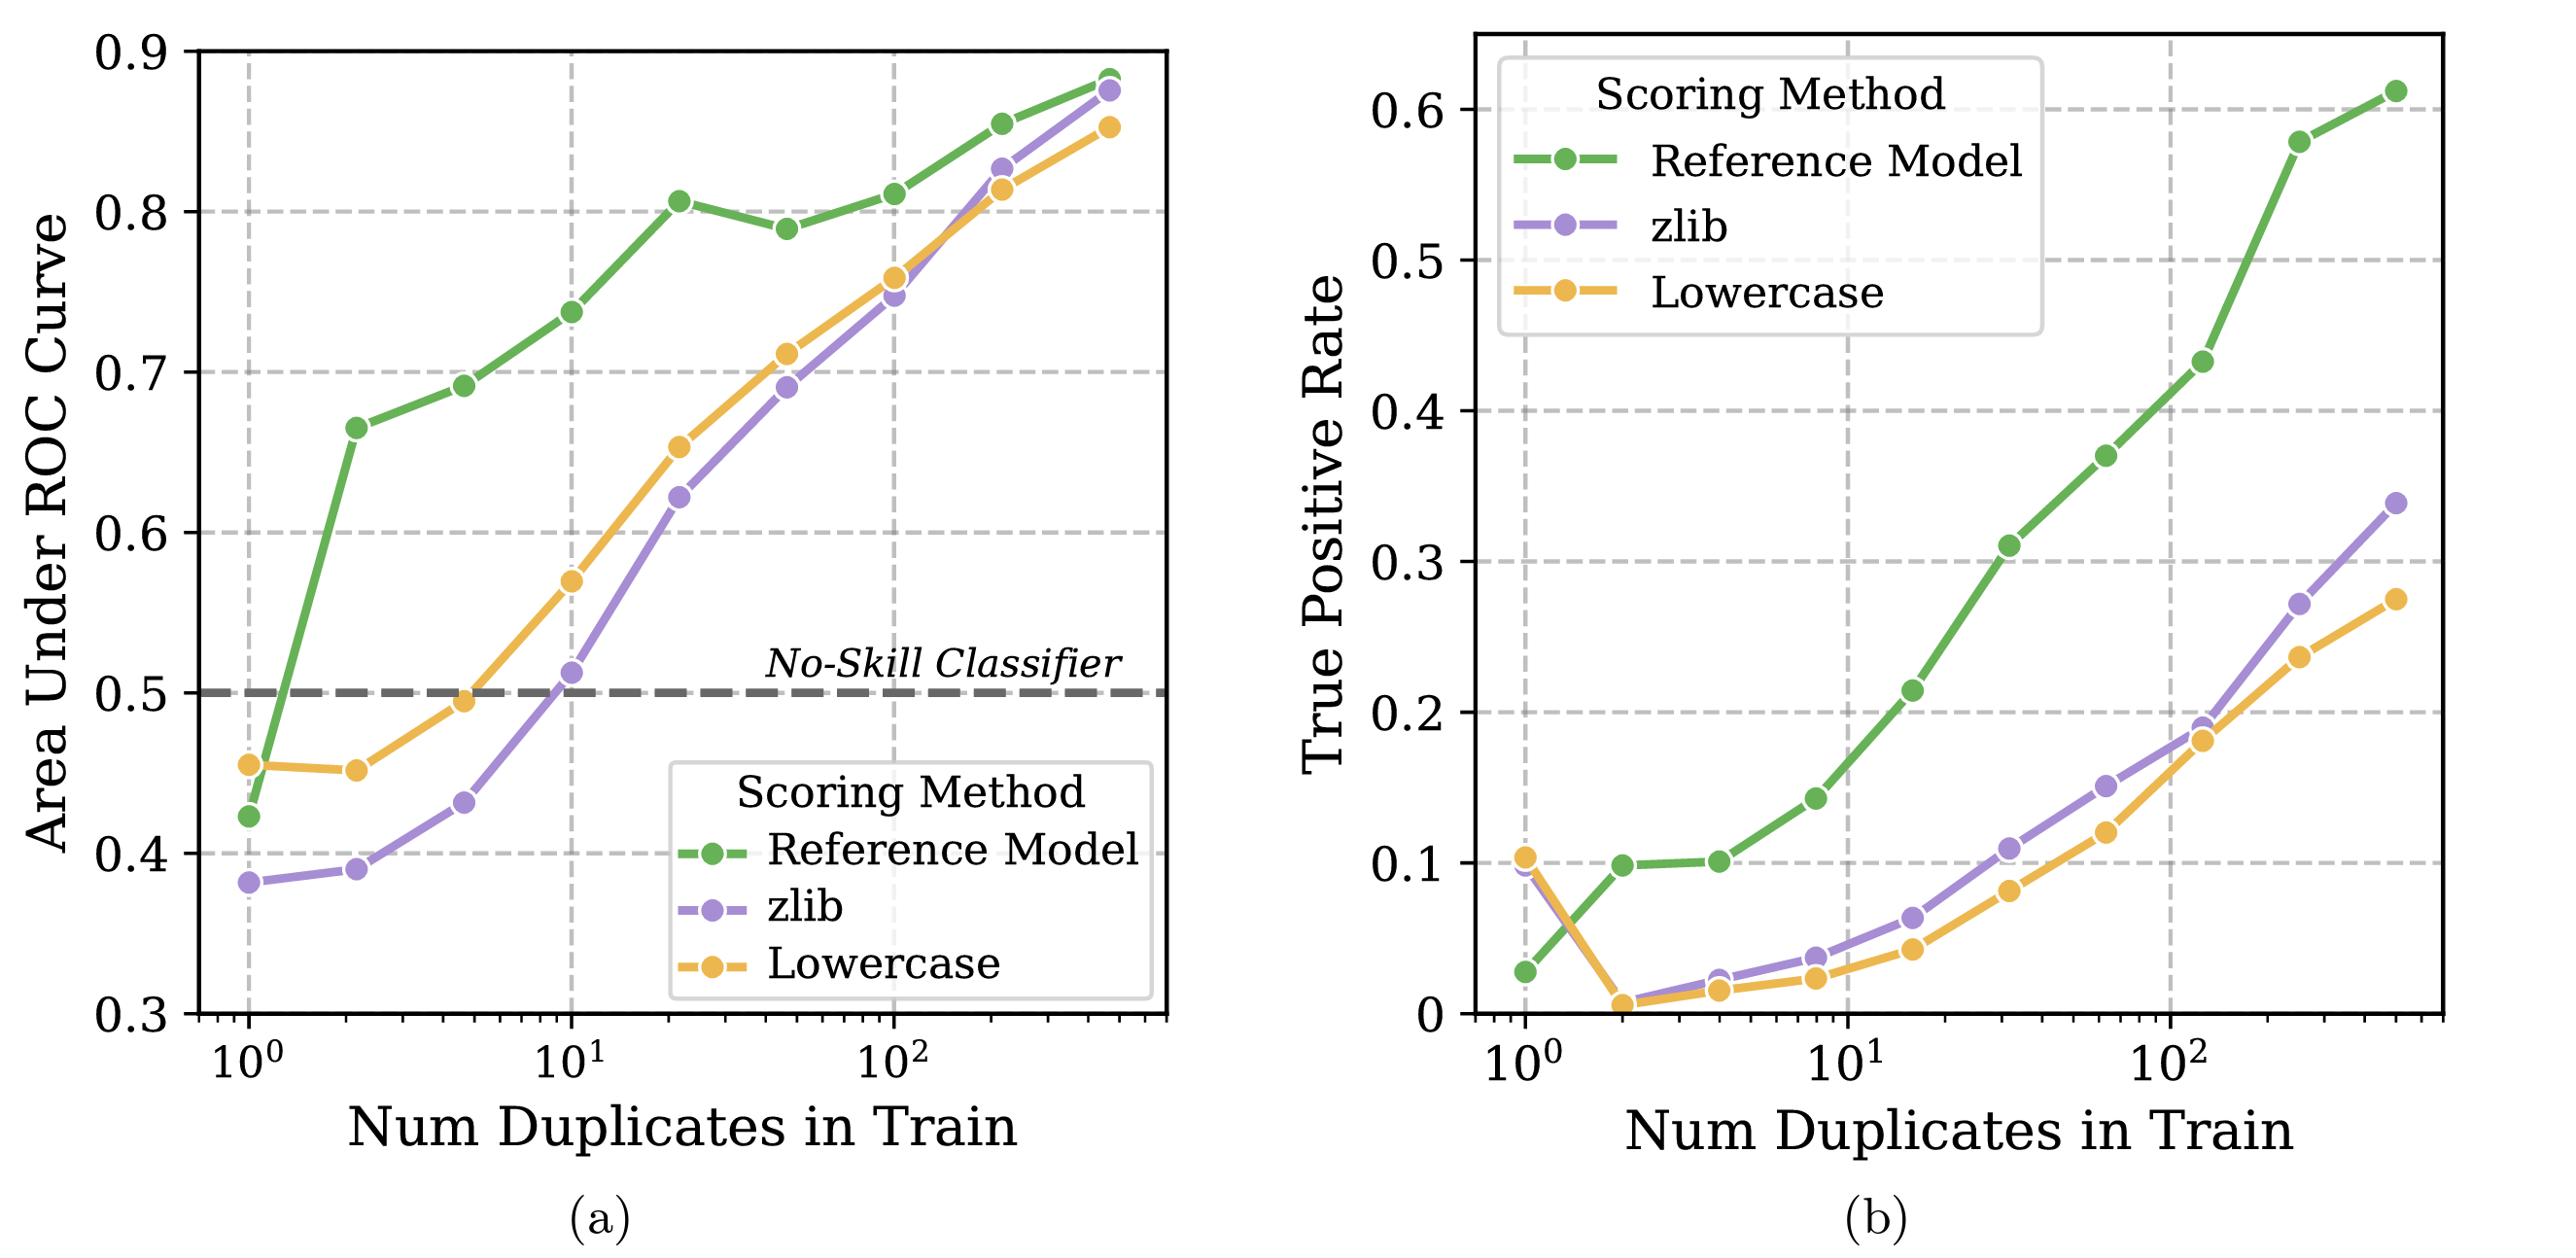 0.9
0.8
0.7
0.6
0.5
0.4
0.3
Area Under ROC Curve
No-Skill Classifier
Scoring Method
Reference Model
zlib
Lowercase
10⁰ 10¹ 10²
Num Duplicates in Train
(a)
0.6
0.5
0.4
0.3
0.2
0.1
0
True Positive Rate
Scoring Method
Reference Model
zlib
Lowercase
10⁰ 10¹ 10²
Num Duplicates in Train
(b)